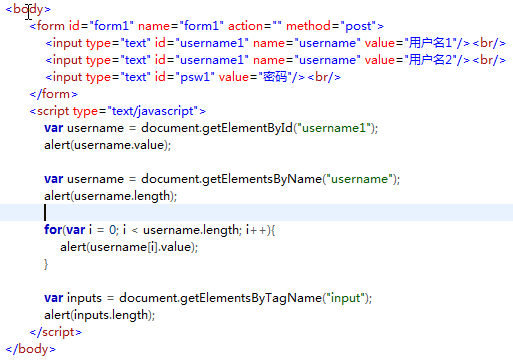 <body>
<form id="form1" name="form1" action="" method="post">
<input type="text" id="username1" name="username" value="用户名1"/><br/>
<input type="text" id="username1" name="username" value="用户名2"/><br/>
<input type="text" id="psw1" value="密码"/><br/>
</form>
<script type="text/javascript">
var username = document.getElementById("username1");
alert(username.value);
var username = document.getElementsByName("username");
alert(username.length);
for(var i = 0; i < username.length; i++){
alert(username[i].value);
}
var inputs = document.getElementsByTagName("input");
alert(inputs.length);
</script>
</body>